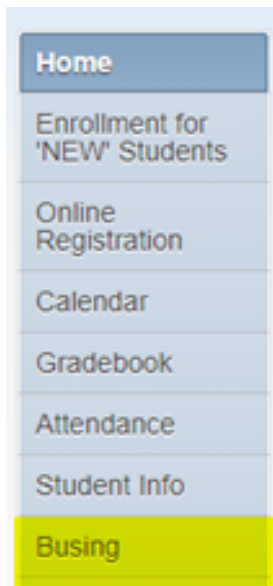 Home
Enrollment for
'NEW' Students
Online
Registration
Calendar
Gradebook
Attendance
Student Info
Busing